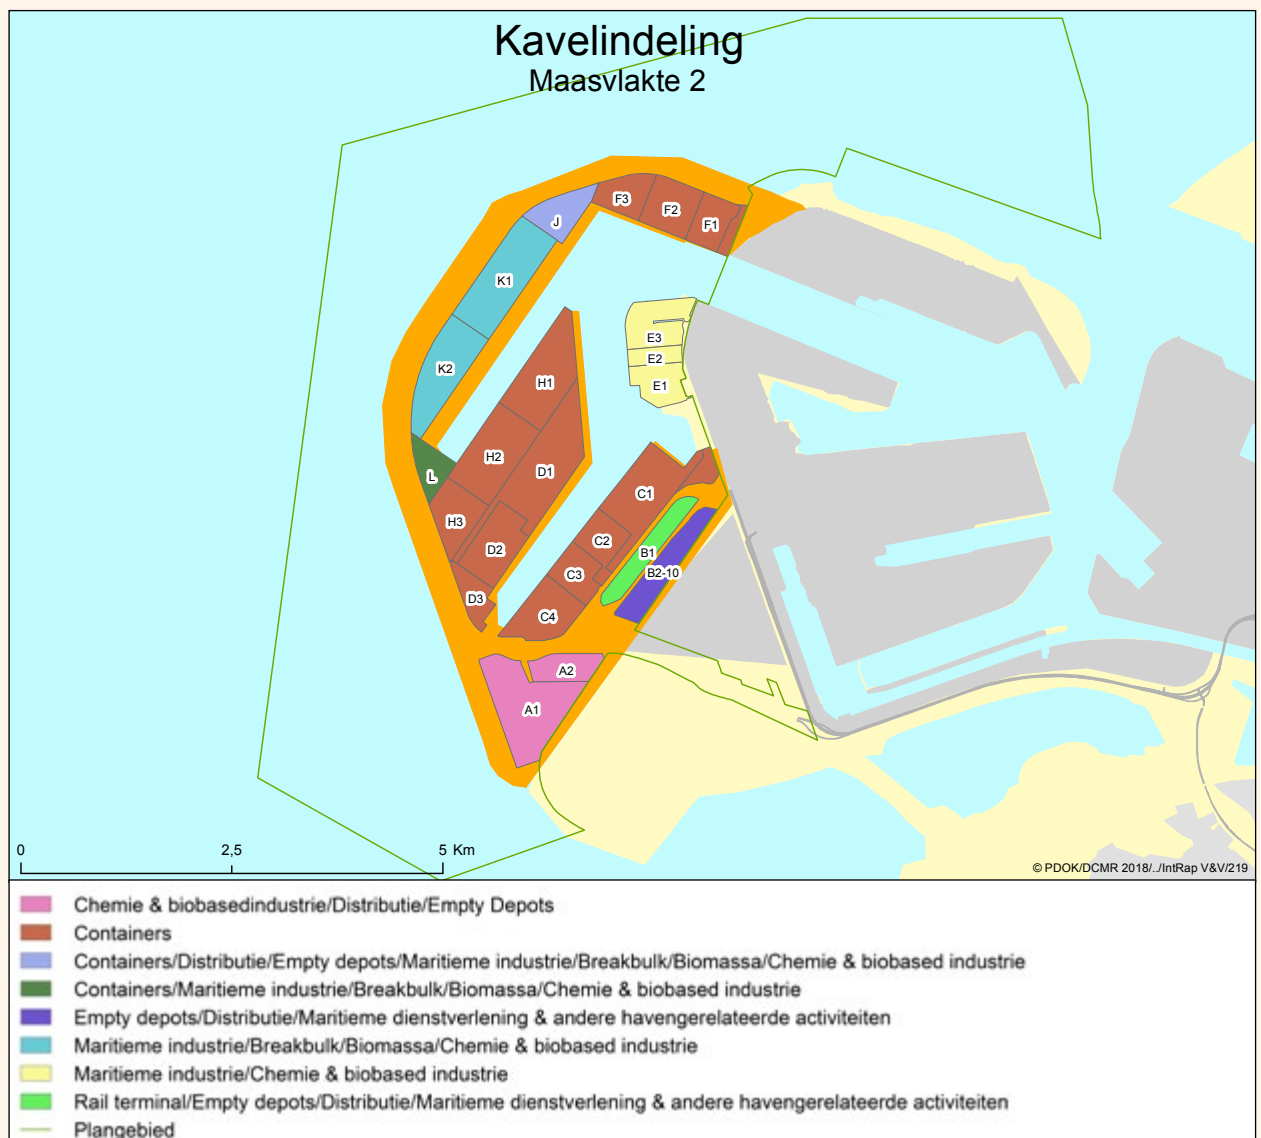 Kavelindeling
Maasvlakte 2
F3
F2
F1
J
K1
E3
E2
K2
H1
E1
H2
D1
L
C1
H3
C2
D2
B1
C3
B2-10
D3
C4
A2
A1
0
2,5
5 Km
© PDOK/DCMR 2018/../IntRap V&V/219
Chemie & biobasedindustrie/Distributie/Empty Depots
Containers
Containers/Distributie/Empty depots/Maritieme industrie/Breakbulk/Biomassa/Chemie & biobased industrie
Containers/Maritieme industrie/Breakbulk/Biomassa/Chemie & biobased industrie
Empty depots/Distributie/Maritieme dienstverlening & andere havengerelateerde activiteiten
Maritieme industrie/Breakbulk/Biomassa/Chemie & biobased industrie
Maritieme industrie/Chemie & biobased industrie
Rail terminal/Empty depots/Distributie/Maritieme dienstverlening & andere havengerelateerde activiteiten
Plangebied